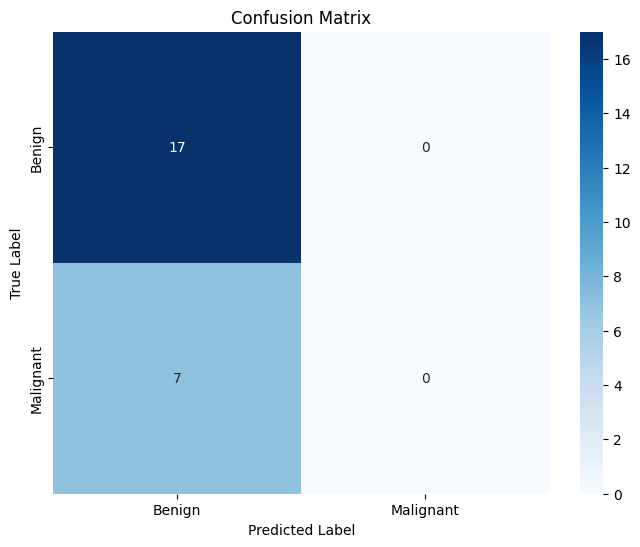 Confusion Matrix
True Label
Benign
17
0
Malignant
7
0
Benign
Malignant
Predicted Label
16
14
12
10
8
6
4
2
0